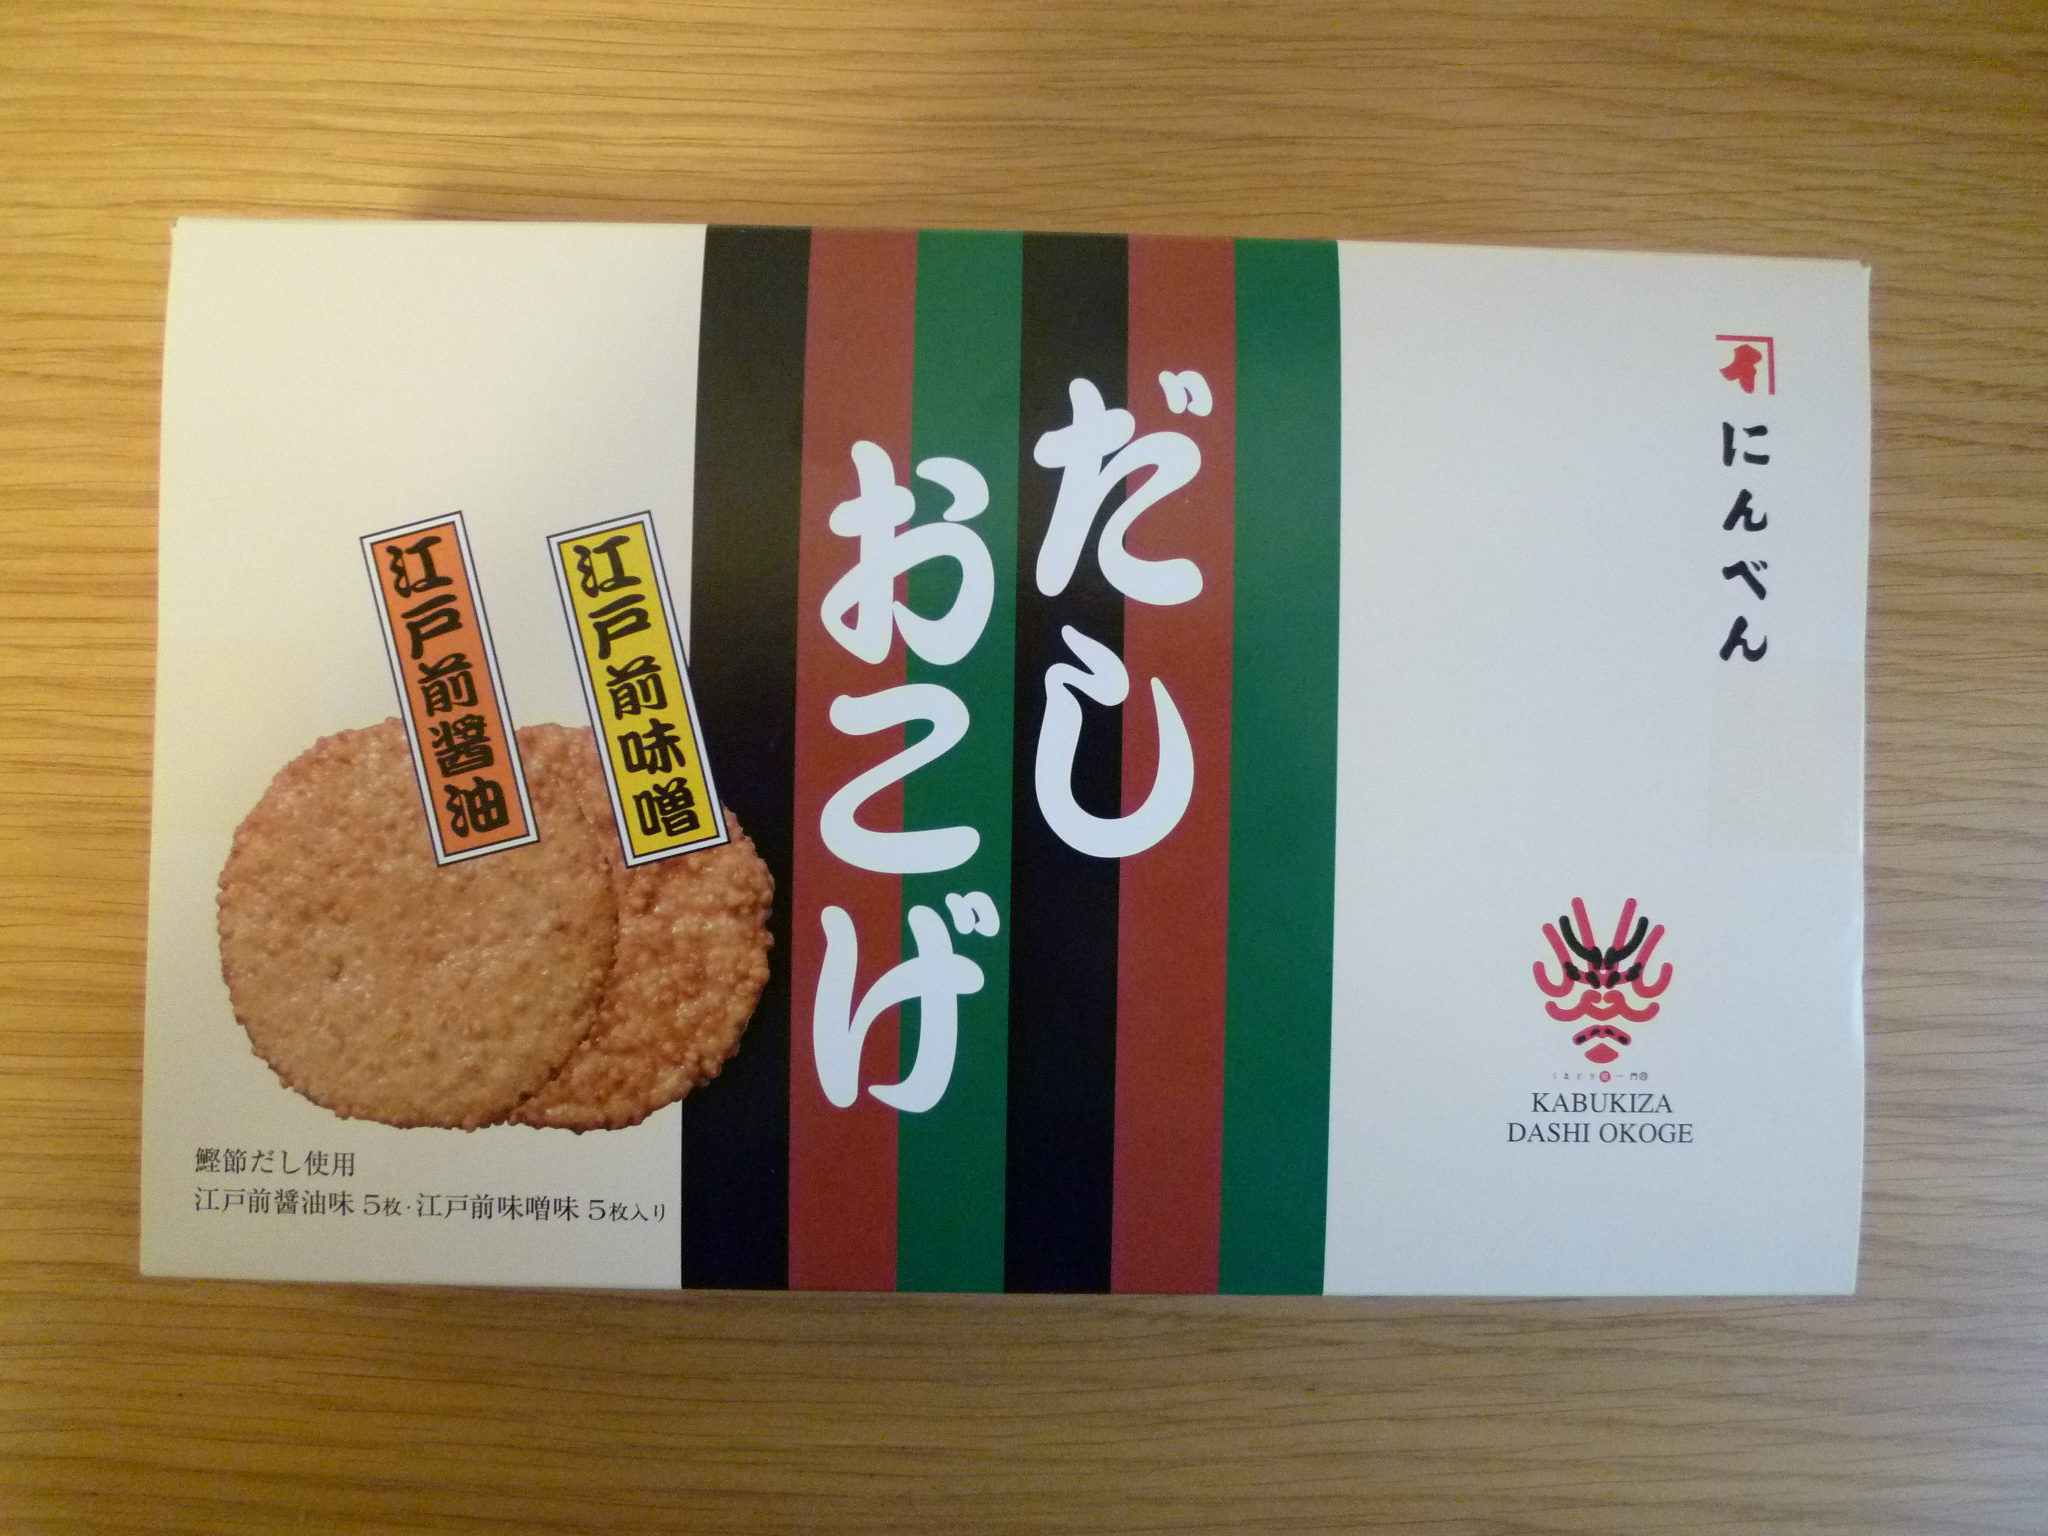 イ
にんべん
だし
おこげ
江戸前味噌
江戸前醤油
鰹節だし使用
江戸前醤油味 5枚・江戸前味噌味 5枚入り
KABUKIZA
DASHI OKOGE